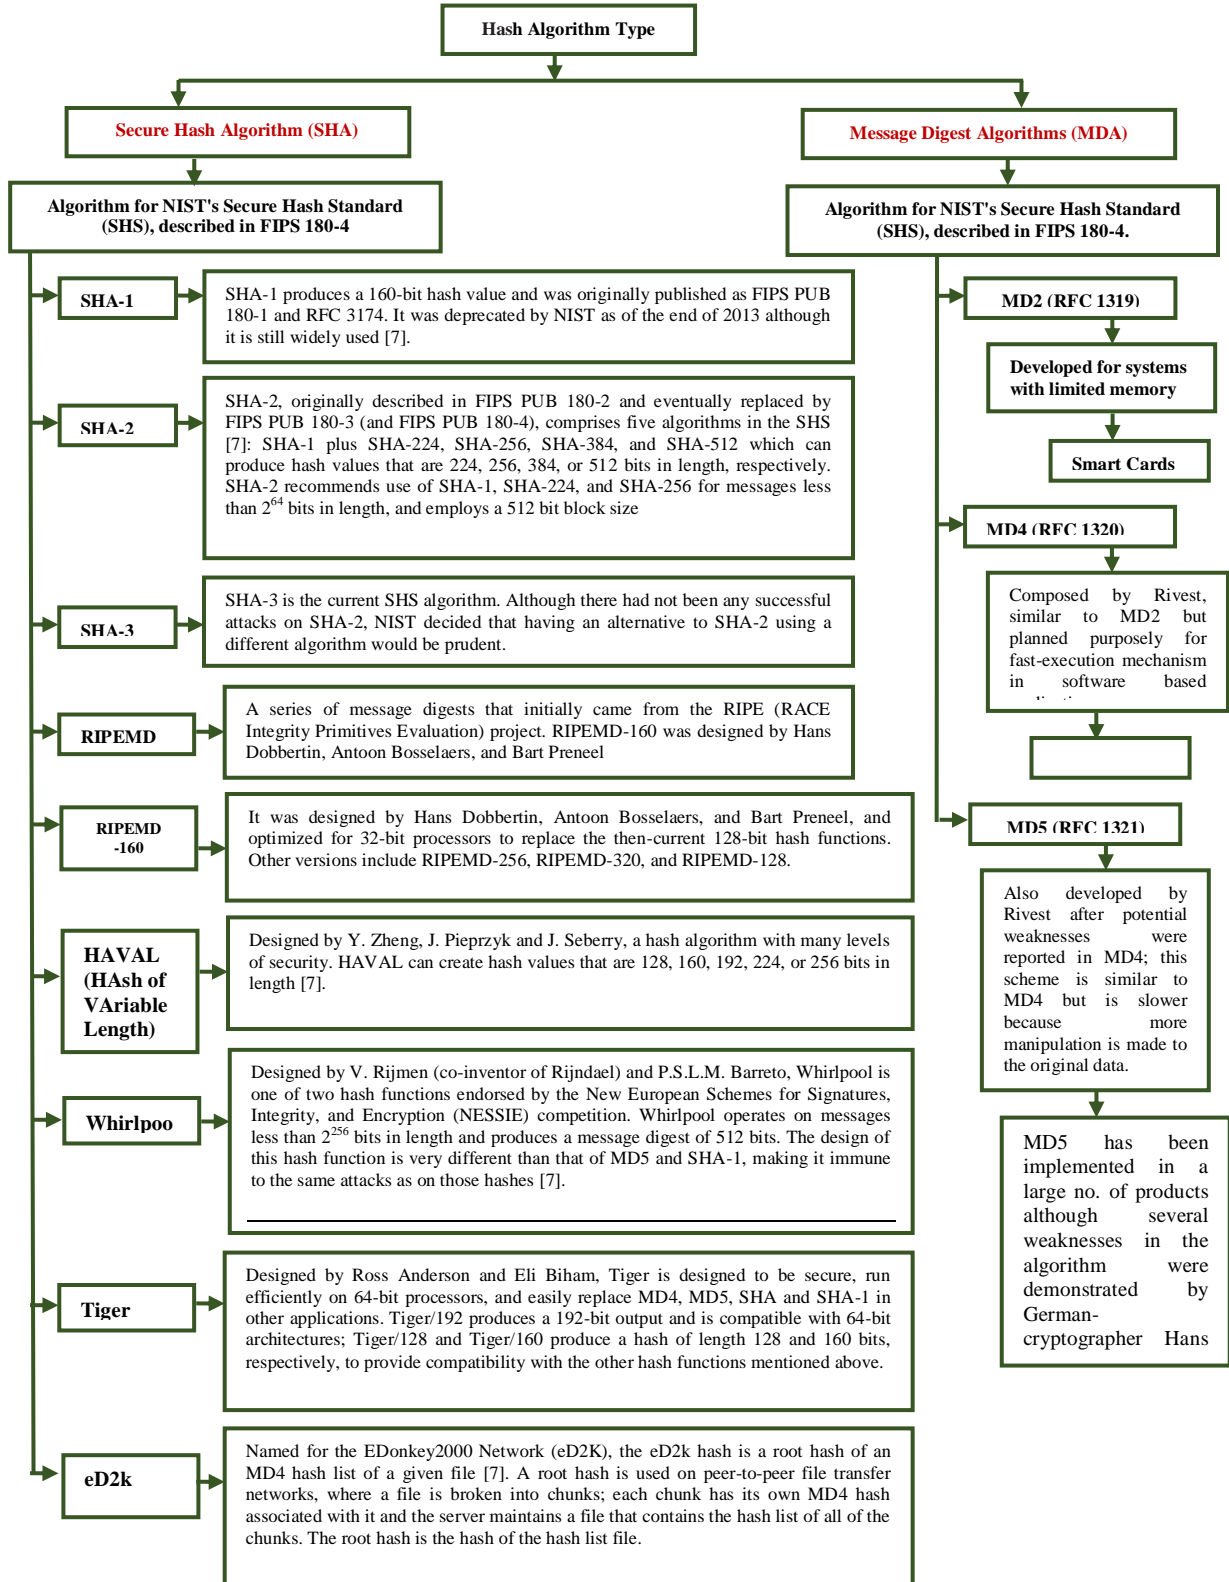 Hash Algorithm Type
Secure Hash Algorithm (SHA)
Algorithm for NIST's Secure Hash Standard
(SHS), described in FIPS 180-4
SHA-1
SHA-1 produces a 160-bit hash value and was originally published as FIPS PUB
180-1 and RFC 3174. It was deprecated by NIST as of the end of 2013 although
it is still widely used [7].
SHA-2
SHA-2, originally described in FIPS PUB 180-2 and eventually replaced by
FIPS PUB 180-3 (and FIPS PUB 180-4), comprises five algorithms in the SHS
[7]: SHA-1 plus SHA-224, SHA-256, SHA-384, and SHA-512 which can
produce hash values that are 224, 256, 384, or 512 bits in length, respectively.
SHA-2 recommends use of SHA-1, SHA-224, and SHA-256 for messages less
than 2^64 bits in length, and employs a 512 bit block size
SHA-3
SHA-3 is the current SHS algorithm. Although there had not been any successful
attacks on SHA-2, NIST decided that having an alternative to SHA-2 using a
different algorithm would be prudent.
RIPEMD
A series of message digests that initially came from the RIPE (RACE
Integrity Primitives Evaluation) project. RIPEMD-160 was designed by Hans
Dobbertin, Antoon Bosselaers, and Bart Preneel
RIPEMD
-160
It was designed by Hans Dobbertin, Antoon Bosselaers, and Bart Preneel, and
optimized for 32-bit processors to replace the then-current 128-bit hash functions.
Other versions include RIPEMD-256, RIPEMD-320, and RIPEMD-128.
HAVAL
(HAsh of
VAriable
Length)
Designed by Y. Zheng, J. Pieprzyk and J. Seberry, a hash algorithm with many levels
of security. HAVAL can create hash values that are 128, 160, 192, 224, or 256 bits in
length [7].
Whirlpoo
Designed by V. Rijmen (co-inventor of Rijndael) and P.S.L.M. Barreto, Whirlpool is
one of two hash functions endorsed by the New European Schemes for Signatures,
Integrity, and Encryption (NESSIE) competition. Whirlpool operates on messages
less than 2^256 bits in length and produces a message digest of 512 bits. The design of
this hash function is very different than that of MD5 and SHA-1, making it immune
to the same attacks as on those hashes [7].
Tiger
Designed by Ross Anderson and Eli Biham, Tiger is designed to be secure, run
efficiently on 64-bit processors, and easily replace MD4, MD5, SHA and SHA-1 in
other applications. Tiger/192 produces a 192-bit output and is compatible with 64-bit
architectures; Tiger/128 and Tiger/160 produce a hash of length 128 and 160 bits,
respectively, to provide compatibility with the other hash functions mentioned above.
eD2k
Named for the EDonkey2000 Network (eD2K), the eD2k hash is a root hash of an
MD4 hash list of a given file [7]. A root hash is used on peer-to-peer file transfer
networks, where a file is broken into chunks; each chunk has its own MD4 hash
associated with it and the server maintains a file that contains the hash list of all of the
chunks. The root hash is the hash of the hash list file.
Message Digest Algorithms (MDA)
Algorithm for NIST's Secure Hash Standard
(SHS), described in FIPS 180-4.
MD2 (RFC 1319)
Developed for systems
with limited memory
Smart Cards
MD4 (RFC 1320)
Composed by Rivest,
similar to MD2 but
planned purposely for
fast-execution mechanism
in software based
MD5 (RFC 1321)
Also developed by
Rivest after potential
weaknesses were
reported in MD4; this
scheme is similar to
MD4 but is slower
because more
manipulation is made to
the original data.
MD5 has been
implemented in a
large no. of products
although several
weaknesses in the
algorithm were
demonstrated by
German-
cryptographer Hans